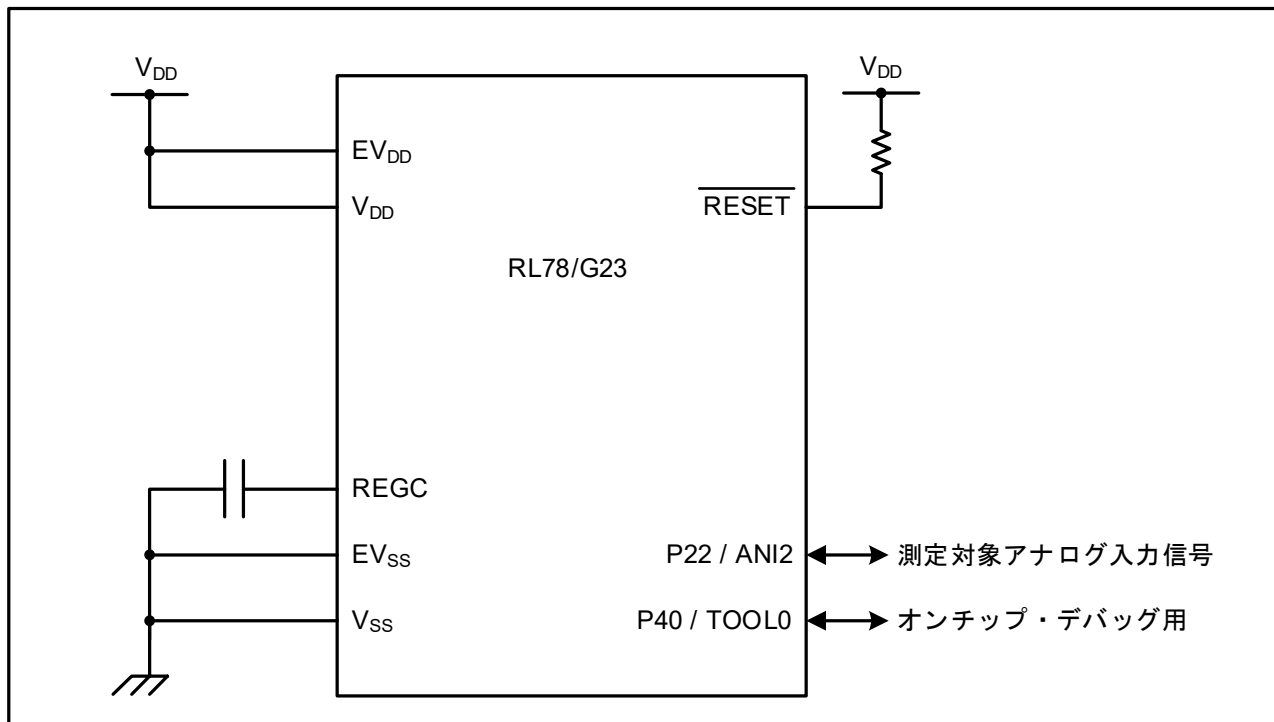 VDD
VDD
EVDD
VDD
RESET
RL78/G23
REGC
EVSS
P22 / ANI2
測定対象アナログ入力信号
VSS
P40 / TOOL0
オンチップ・デバッグ用